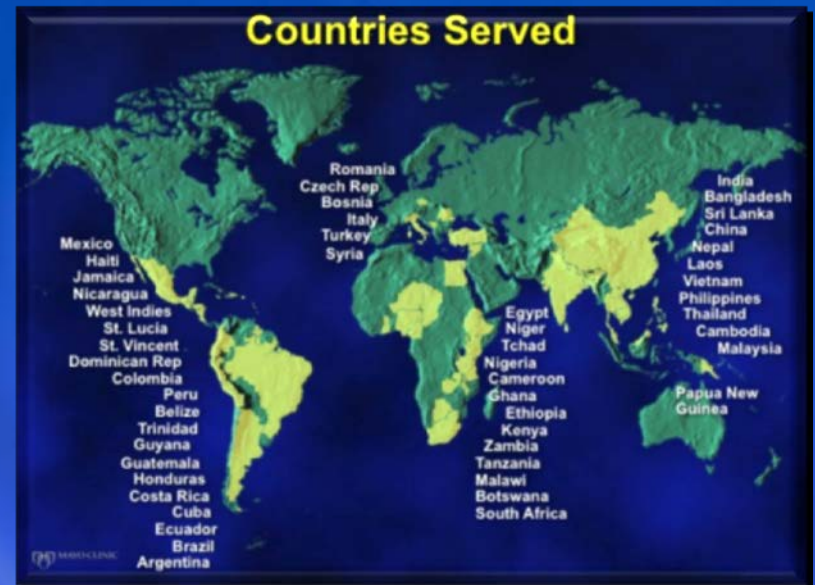 Countries Served
Romania
Czech Rep
Bosnia
Italy
Turkey
Syria
Mexico
Haiti
Jamaica
Nicaragua
West Indies
St. Lucia
St. Vincent
Dominican Rep
Colombia
Peru
Belize
Trinidad
Guyana
Guatemala
Honduras
Costa Rica
Cuba
Ecuador
Brazil
Argentina
Egypt
Niger
Tchad
Nigeria
Cameroon
Ghana
Ethiopia
Kenya
Zambia
Tanzania
Malawi
Botswana
South Africa
India
Bangladesh
Sri Lanka
China
Nepal
Laos
Vietnam
Philippines
Thailand
Cambodia
Malaysia
Papua New
Guinea
MAYO CLINIC